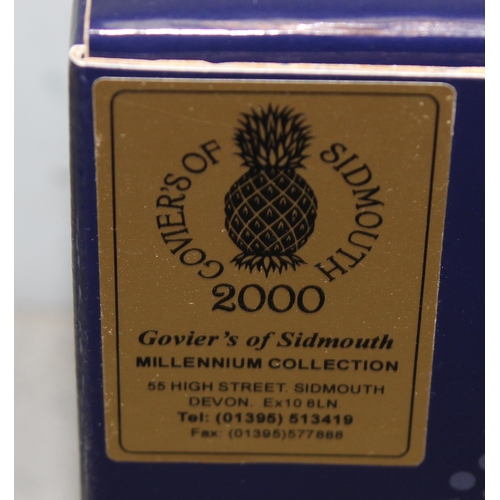 GOVIER'S OF SIDMOUTH
2000
Govier's of Sidmouth
MILLENNIUM COLLECTION
55 HIGH STREET. SIDMOUTH
DEVON. Ex10 8LN
Tel: (01395) 513419
Fax: (01395)577888